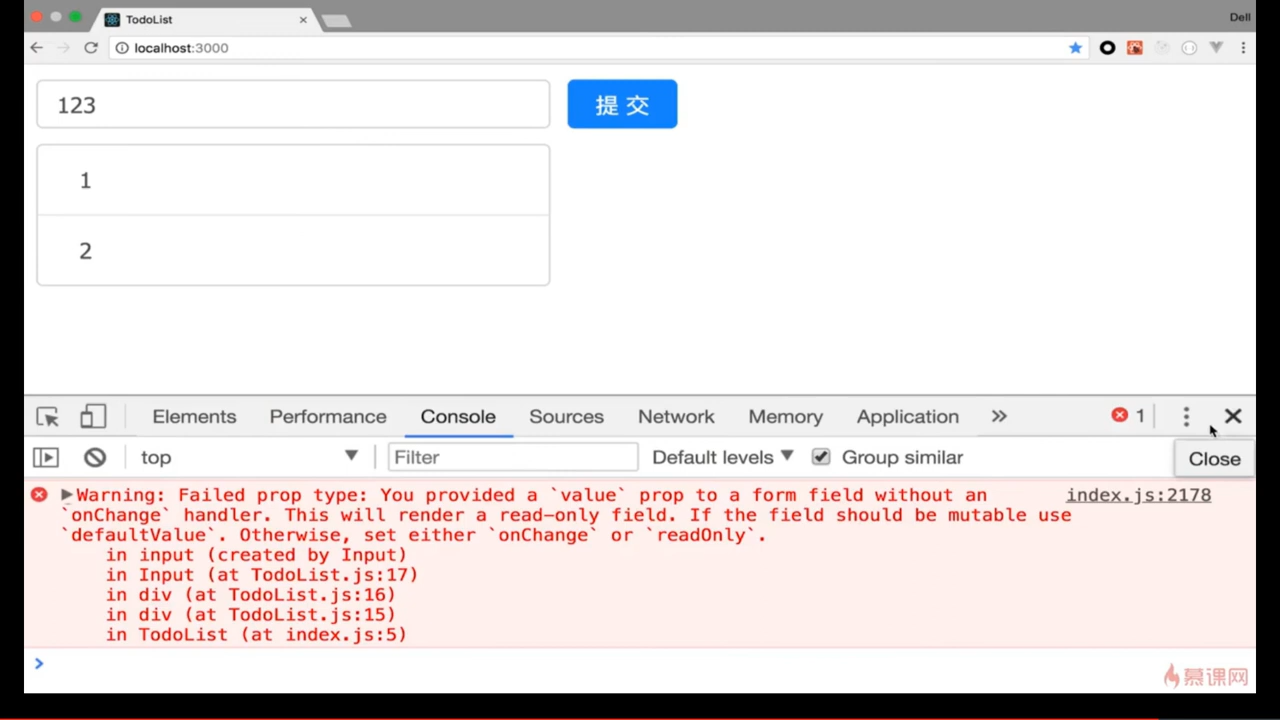 TodoList
Dell
localhost:3000
123
提 交
1
2
Elements Performance Console Sources Network Memory Application » 1
top Filter Default levels Group similar Close
▶Warning: Failed prop type: You provided a `value` prop to a form field without an index.js:2178
`onChange` handler. This will render a read-only field. If the field should be mutable use
`defaultValue`. Otherwise, set either `onChange` or `readOnly`.
in input (created by Input)
in Input (at TodoList.js:17)
in div (at TodoList.js:16)
in div (at TodoList.js:15)
in TodoList (at index.js:5)
慕课网